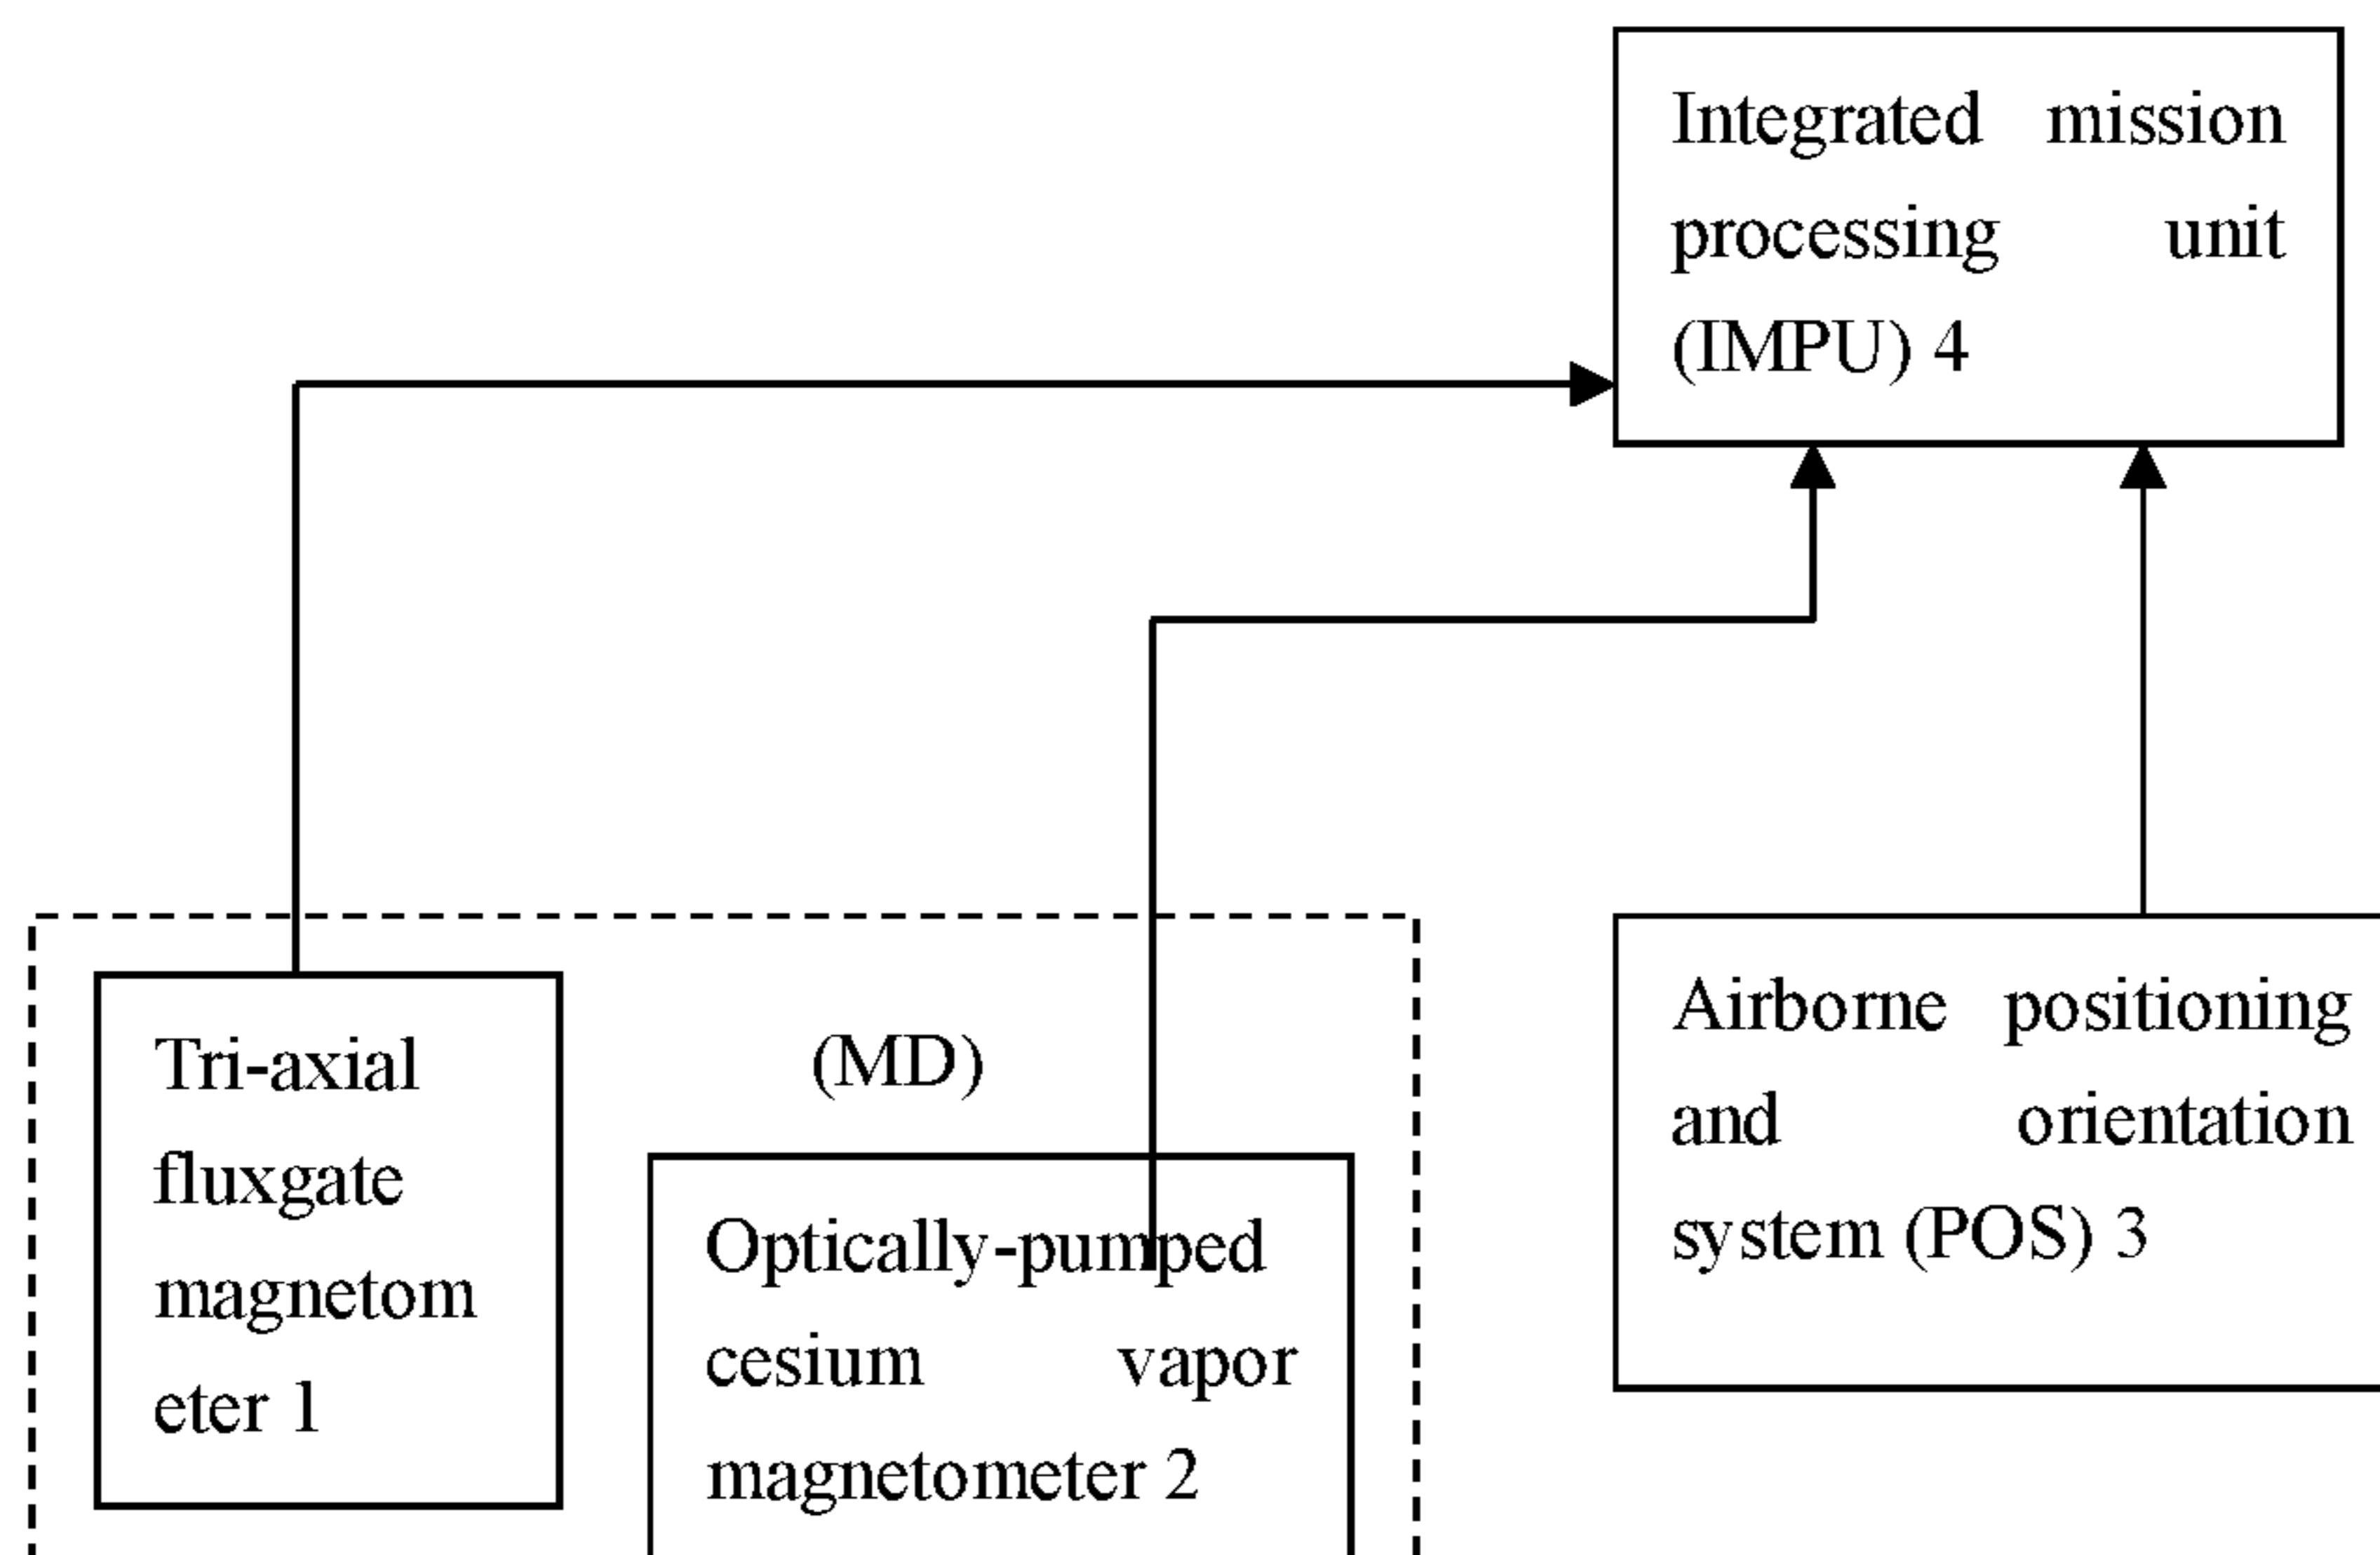 Integrated mission
processing unit
(IMPU) 4
Tri-axial
fluxgate
magnetom
eter 1
(MD)
Optically-pumped
cesium vapor
magnetometer 2
Airborne positioning
and orientation
system (POS) 3